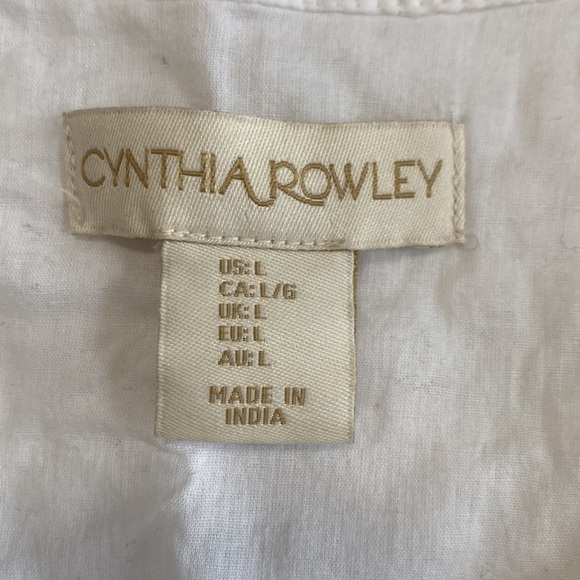 CYNTHIA ROWLEY
US: L
CA: L/G
UK: L
EU: L
AU: L
MADE IN
INDIA